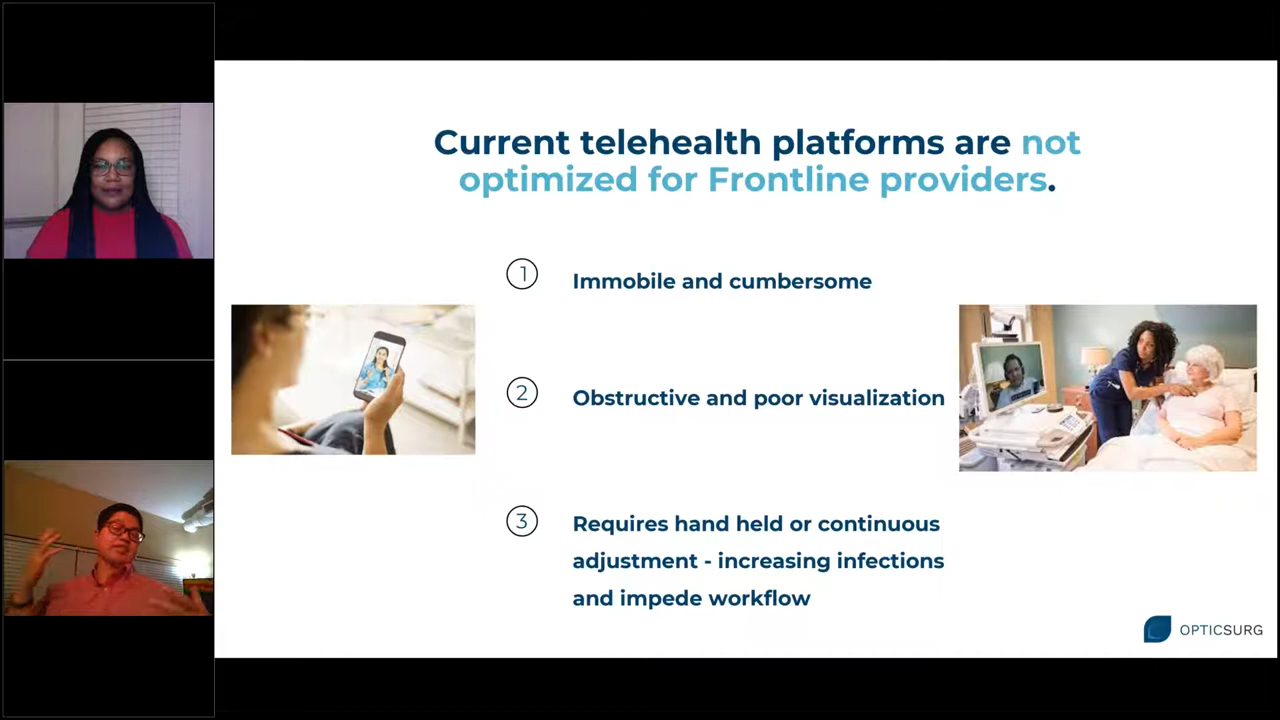 Current telehealth platforms are not
optimized for Frontline providers.
1
Immobile and cumbersome
2
Obstructive and poor visualization
3
Requires hand held or continuous
adjustment - increasing infections
and impede workflow
OPTICSURG